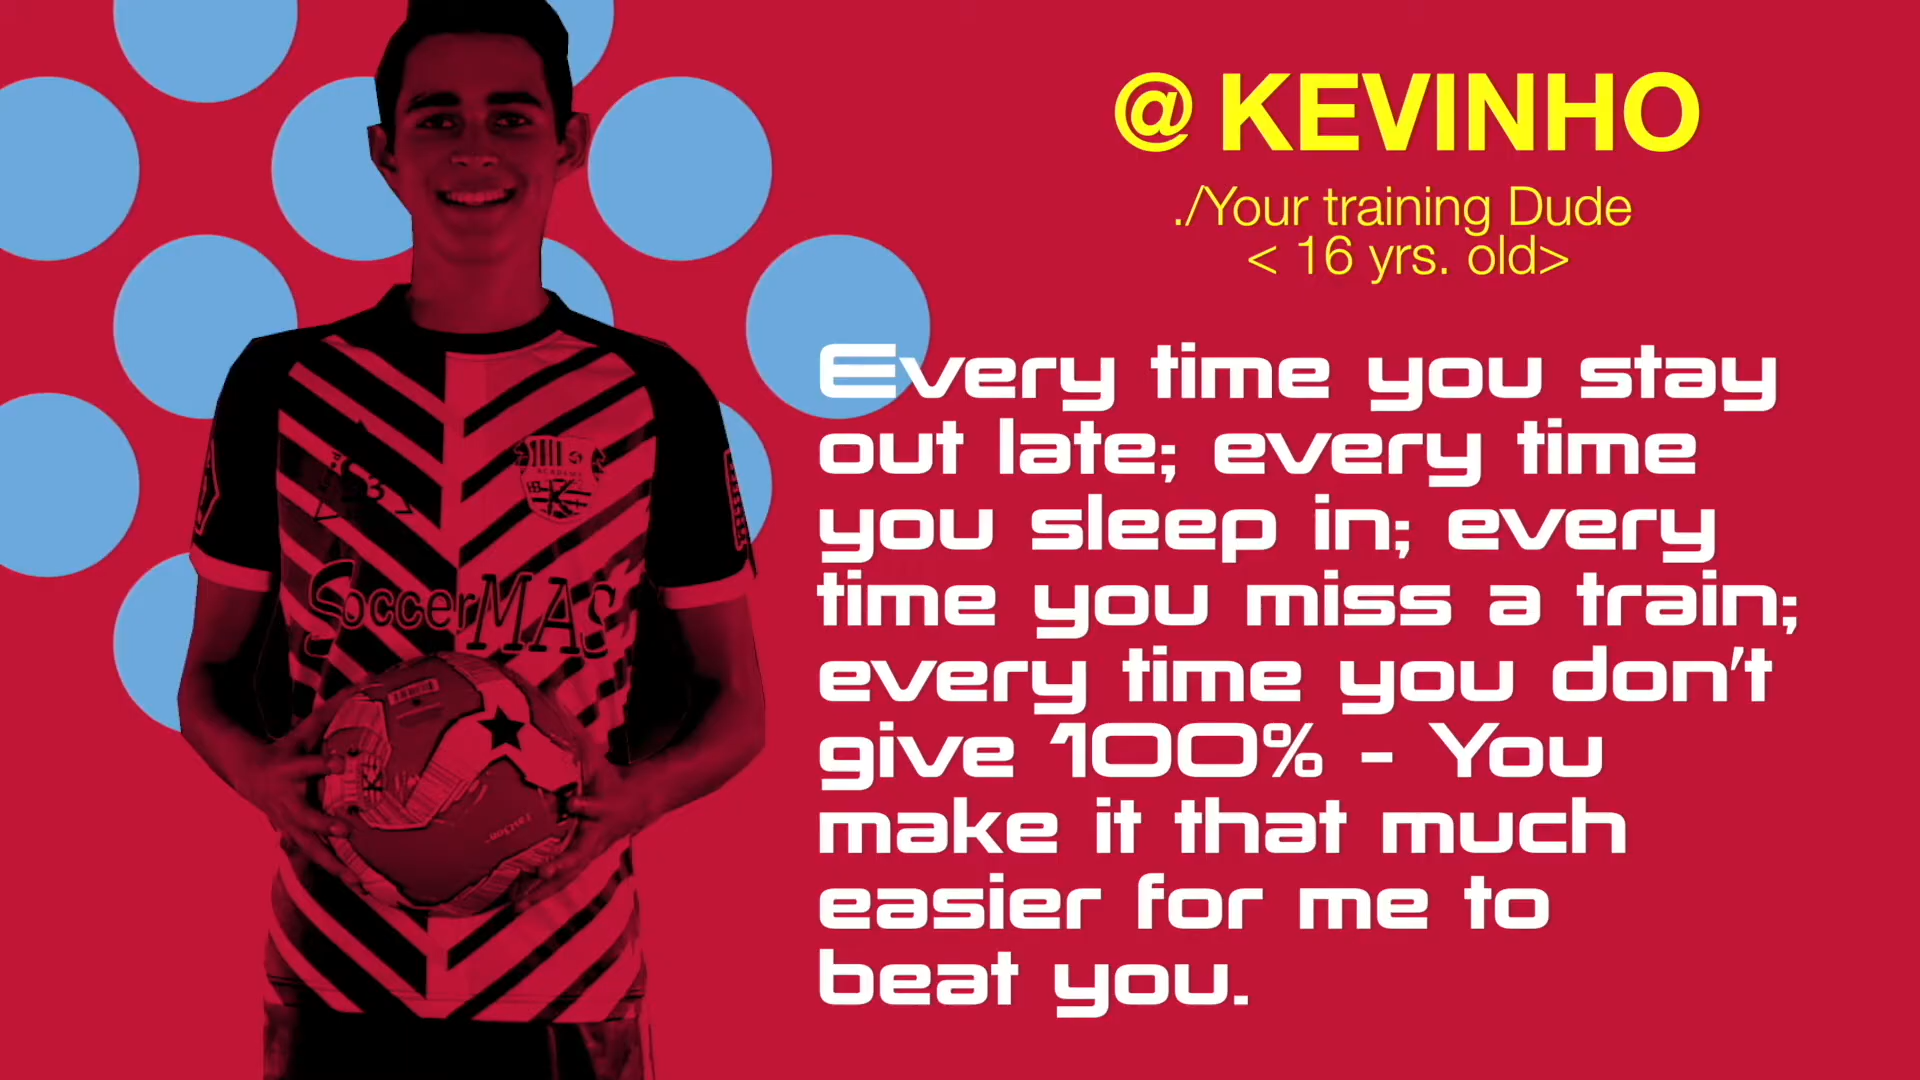 @ KEVINHO
./Your training Dude
< 16 yrs. old>
Every time you stay
out late; every time
you sleep in; every
time you miss a train;
every time you don't
give 100% - You
make it that much
easier for me to
beat you.
ACADEMY
SoccerMAC